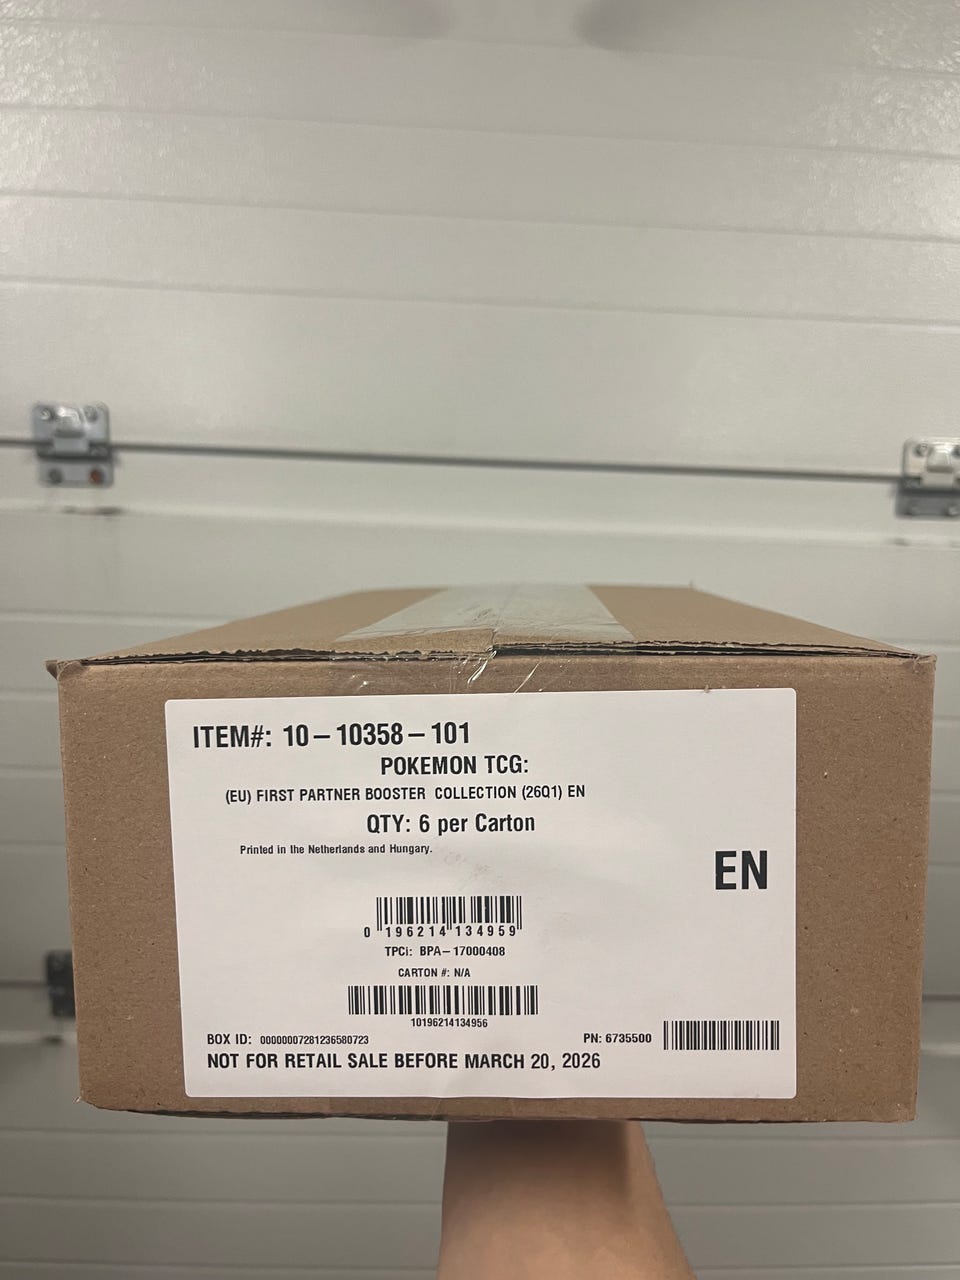 ITEM#: 10-10358-101
POKEMON TCG:
(EU) FIRST PARTNER BOOSTER COLLECTION (26Q1) EN
QTY: 6 per Carton
Printed in the Netherlands and Hungary.
EN
0 196214 134959
TPCi: BPA-17000408
CARTON #: N/A
10196214134956
BOX ID: 00000007281236580723 PN: 6735500
NOT FOR RETAIL SALE BEFORE MARCH 20, 2026